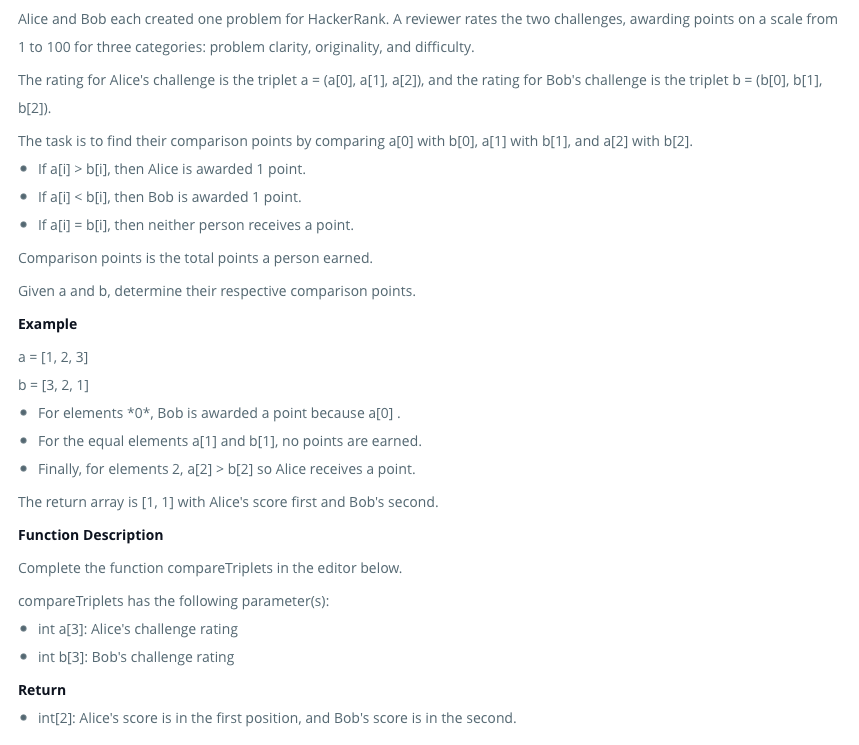 Alice and Bob each created one problem for HackerRank. A reviewer rates the two challenges, awarding points on a scale from
1 to 100 for three categories: problem clarity, originality, and difficulty.
The rating for Alice's challenge is the triplet a = (a[0], a[1], a[2]), and the rating for Bob's challenge is the triplet b = (b[0], b[1],
b[2]).
The task is to find their comparison points by comparing a[0] with b[0], a[1] with b[1], and a[2] with b[2].
• If a[i] > b[i], then Alice is awarded 1 point.
• If a[i] < b[i], then Bob is awarded 1 point.
• If a[i] = b[i], then neither person receives a point.
Comparison points is the total points a person earned.
Given a and b, determine their respective comparison points.
Example
a = [1, 2, 3]
b = [3, 2, 1]
• For elements *0*, Bob is awarded a point because a[0] .
• For the equal elements a[1] and b[1], no points are earned.
• Finally, for elements 2, a[2] > b[2] so Alice receives a point.
The return array is [1, 1] with Alice's score first and Bob's second.
Function Description
Complete the function compareTriplets in the editor below.
compareTriplets has the following parameter(s):
• int a[3]: Alice's challenge rating
• int b[3]: Bob's challenge rating
Return
• int[2]: Alice's score is in the first position, and Bob's score is in the second.